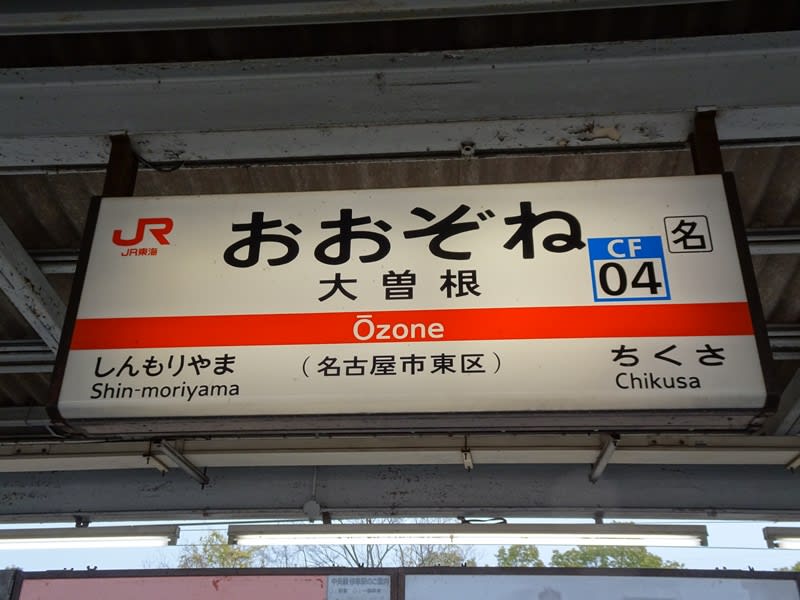 JR
JR東海
おおぞね
大曽根
CF
04
名
Ōzone
しんもりやま
Shin-moriyama
（名古屋市東区）
ちくさ
Chikusa